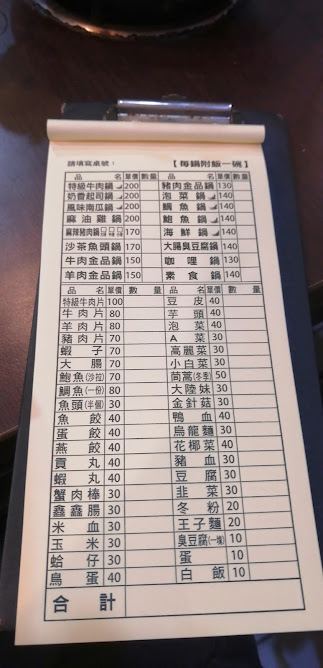 請填寫桌號： 【每鍋附飯一碗】
品 名 單價 數量 品 名 單價 數量
特級牛肉鍋 200 豬肉金品鍋 130
奶香起司鍋 200 泡菜鍋 140
風味南瓜鍋 200 鯛魚鍋 140
麻油雞鍋 200 鮑魚鍋 140
麻辣豬肉鍋 170 海鮮鍋 140
沙茶魚頭鍋 170 大腸臭豆腐鍋 140
牛肉金品鍋 150 咖哩鍋 130
羊肉金品鍋 150 素食鍋 130
品 名 單價 數 量 品 名 單價 數 量
特級牛肉片 100 豆皮 40
牛肉片 80 芋頭 40
羊肉片 80 泡菜 40
豬肉片 70 A菜 30
蝦子 70 高麗菜 30
大腸 70 小白菜 30
鮑魚(沙拉) 70 茼蒿(冬季) 50
鯛魚(一份) 80 大陸妹 30
魚頭(半個) 30 金針菇 30
魚餃 40 鴨血 40
蛋餃 40 烏龍麵 30
燕餃 40 花椰菜 40
貢丸 40 豬血 30
蝦丸 40 豆腐 30
蟹肉棒 30 韭菜 30
鑫鑫腸 30 冬粉 20
米血 30 王子麵 20
玉米 30 臭豆腐(一塊) 10
蛤仔 30 蛋 10
鳥蛋 40 白飯 10
合計